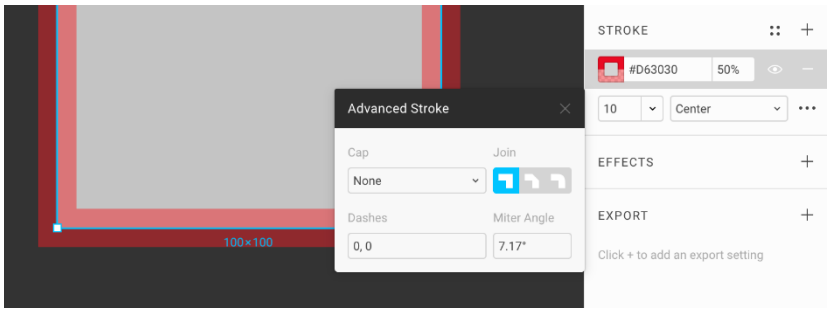 STROKE
#D63030 50%
10 Center
EFFECTS
EXPORT
Click + to add an export setting
Advanced Stroke
Cap Join
None
Dashes Miter Angle
0, 0 7.17°
100×100